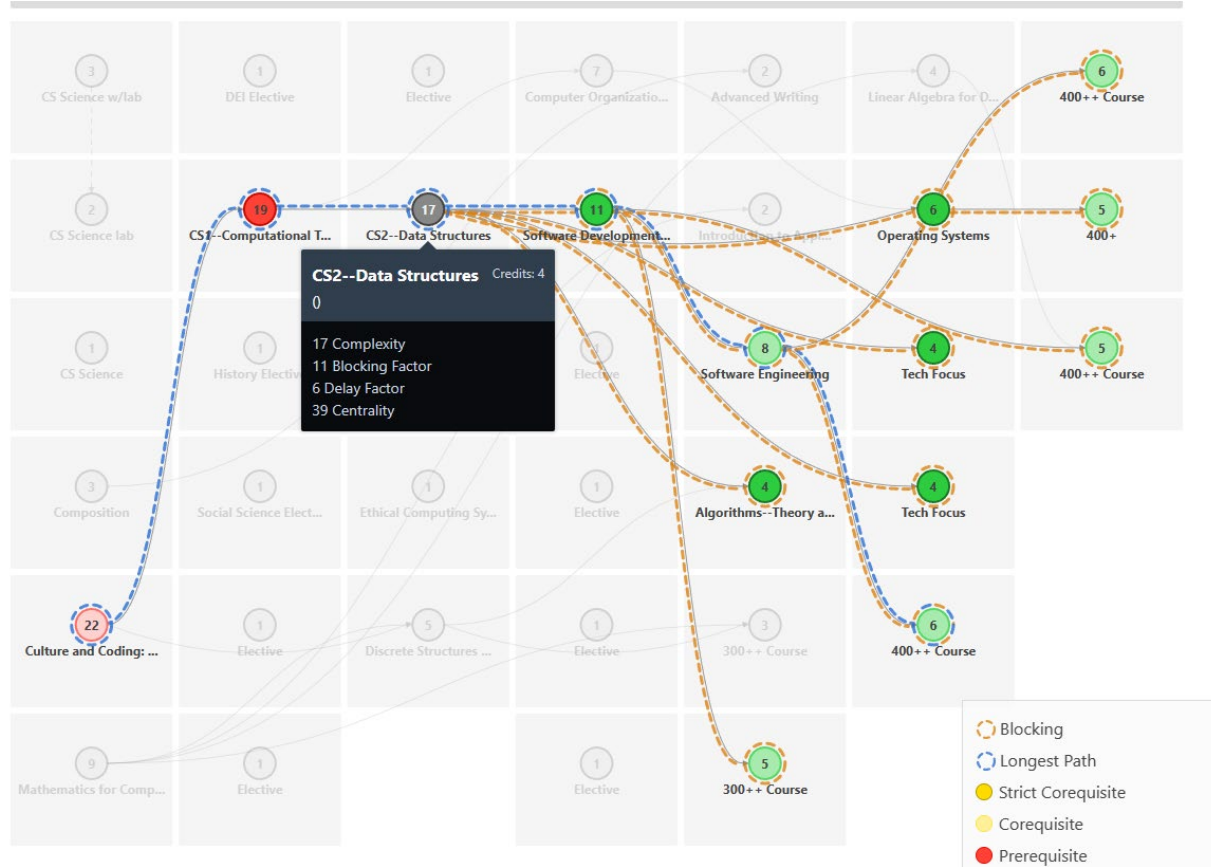 3
1
1
7
2
4
6
CS Science w/lab
DEI Elective
Elective
Computer Organizatio...
Advanced Writing
Linear Algebra for D...
400++ Course
2
19
17
11
2
6
5
CS Science lab
CS1--Computational T...
CS2--Data Structures
Software Development...
Introduction to Appl...
Operating Systems
400+
CS2--Data Structures Credits: 4
0
17 Complexity
11 Blocking Factor
6 Delay Factor
39 Centrality
1
1
1
8
4
5
CS Science
History Elective
Elective
Software Engineering
Tech Focus
400++ Course
3
1
1
1
4
4
Composition
Social Science Elect...
Ethical Computing Sy...
Elective
Algorithms--Theory a...
Tech Focus
22
1
5
1
3
6
Culture and Coding: ...
Elective
Discrete Structures ...
Elective
300++ Course
400++ Course
9
1
1
5
Mathematics for Comp...
Elective
Elective
300++ Course
Blocking
Longest Path
Strict Corequisite
Corequisite
Prerequisite